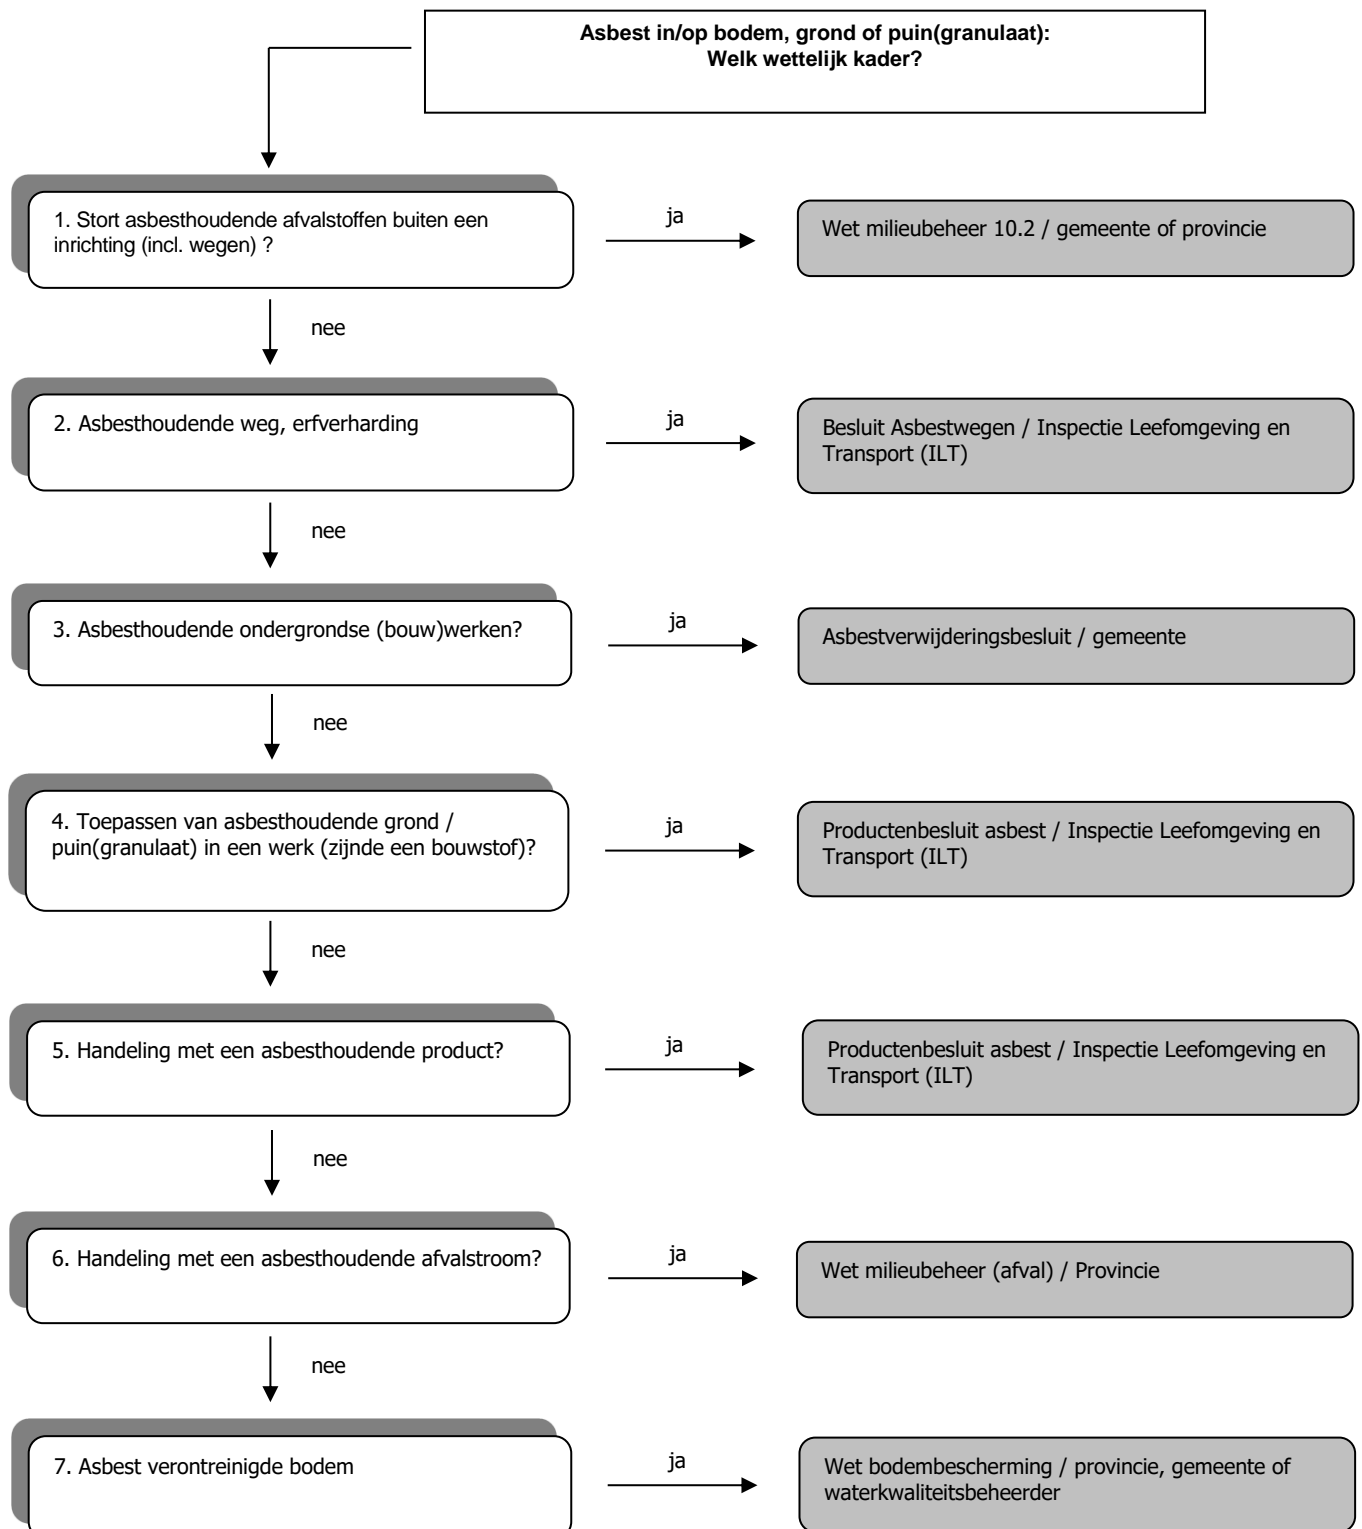 Asbest in/op bodem, grond of puin(granulaat):
Welk wettelijk kader?
1. Stort asbesthoudende afvalstoffen buiten een
inrichting (incl. wegen) ?
ja
Wet milieubeheer 10.2 / gemeente of provincie
nee
2. Asbesthoudende weg, erfverharding
ja
Besluit Asbestwegen / Inspectie Leefomgeving en
Transport (ILT)
nee
3. Asbesthoudende ondergrondse (bouw)werken?
ja
Asbestverwijderingsbesluit / gemeente
nee
4. Toepassen van asbesthoudende grond /
puin(granulaat) in een werk (zijnde een bouwstof)?
ja
Productenbesluit asbest / Inspectie Leefomgeving en
Transport (ILT)
nee
5. Handeling met een asbesthoudende product?
ja
Productenbesluit asbest / Inspectie Leefomgeving en
Transport (ILT)
nee
6. Handeling met een asbesthoudende afvalstroom?
ja
Wet milieubeheer (afval) / Provincie
nee
7. Asbest verontreinigde bodem
ja
Wet bodembescherming / provincie, gemeente of
waterkwaliteitsbeheerder